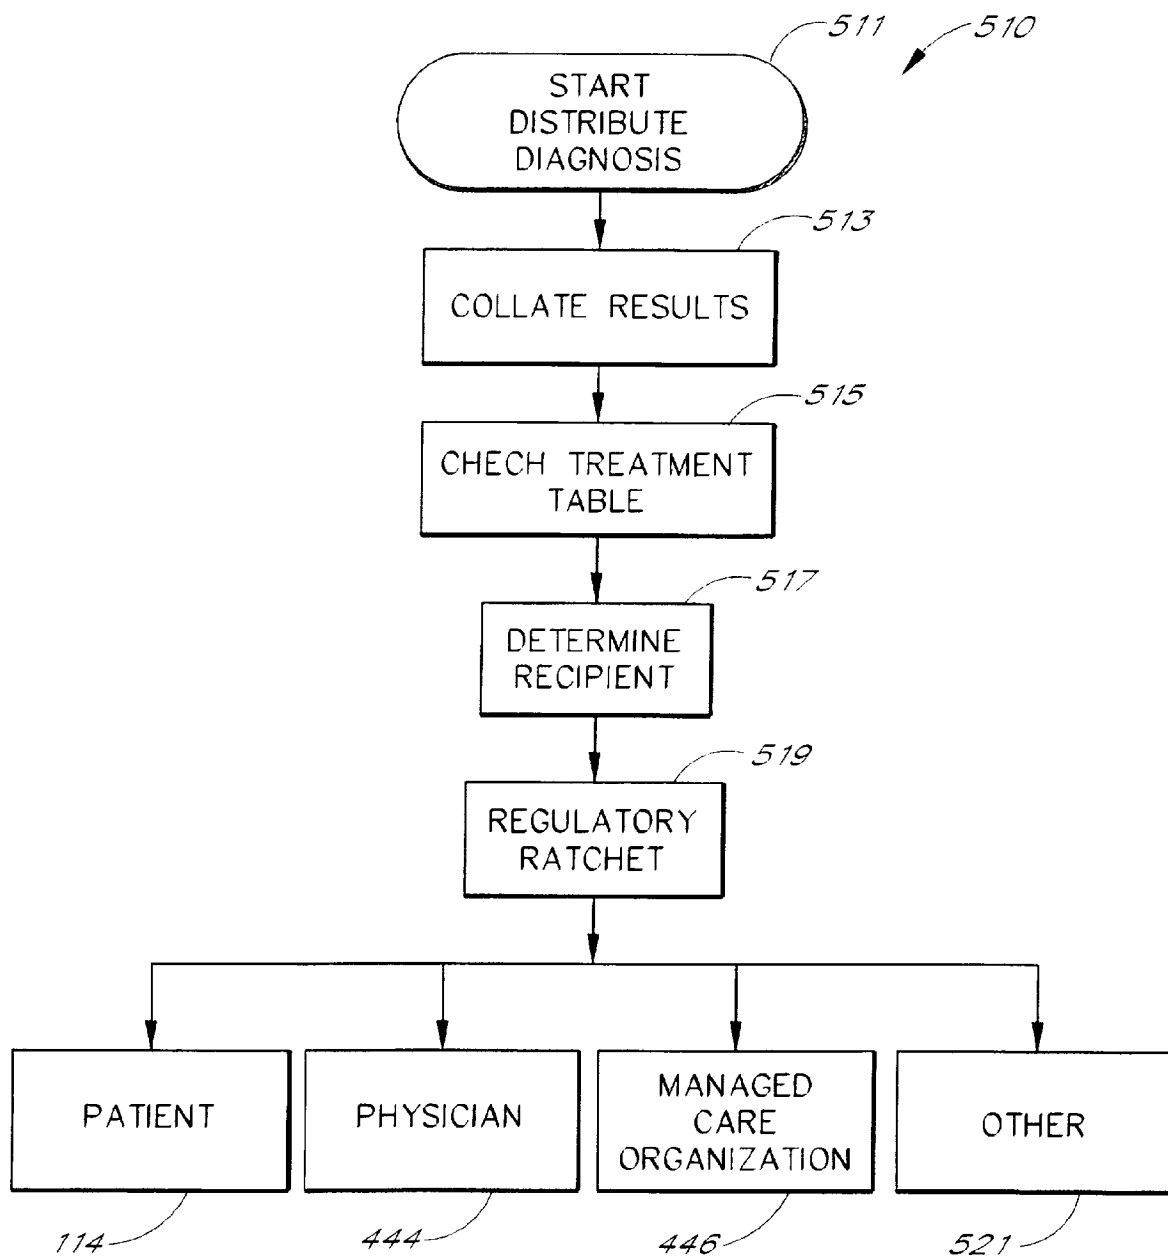 511
510
START
DISTRIBUTE
DIAGNOSIS
513
COLLATE RESULTS
515
CHECH TREATMENT
TABLE
517
DETERMINE
RECIPIENT
519
REGULATORY
RATCHET
PATIENT
PHYSICIAN
MANAGED
CARE
ORGANIZATION
OTHER
114
444
446
521